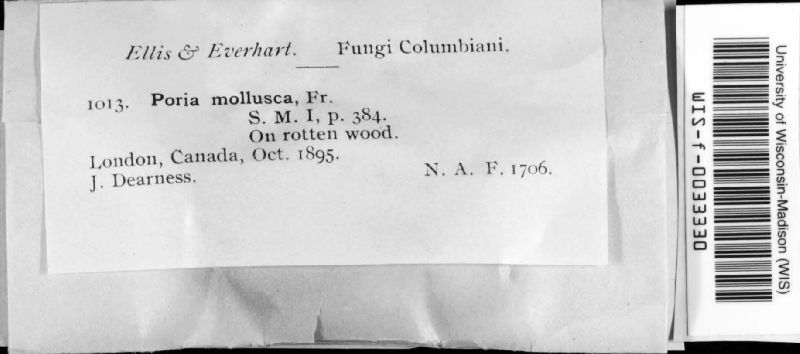 Ellis & Everhart. Fungi Columbiani.
1013. Poria mollusca, Fr.
S. M. I, p. 384.
On rotten wood.
London, Canada, Oct. 1895.
J. Dearness. N. A. F. 1706.
WIS-f-0033330
University of Wisconsin-Madison (WIS)